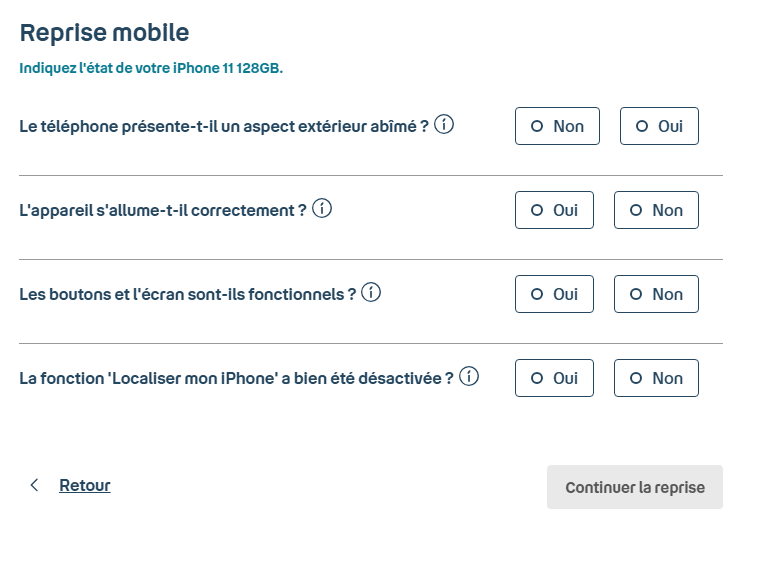 Reprise mobile
Indiquez l'état de votre iPhone 11 128GB.
Le téléphone présente-t-il un aspect extérieur abîmé ? Non Oui
L'appareil s'allume-t-il correctement ? Oui Non
Les boutons et l'écran sont-ils fonctionnels ? Oui Non
La fonction 'Localiser mon iPhone' a bien été désactivée ? Oui Non
Retour Continuer la reprise